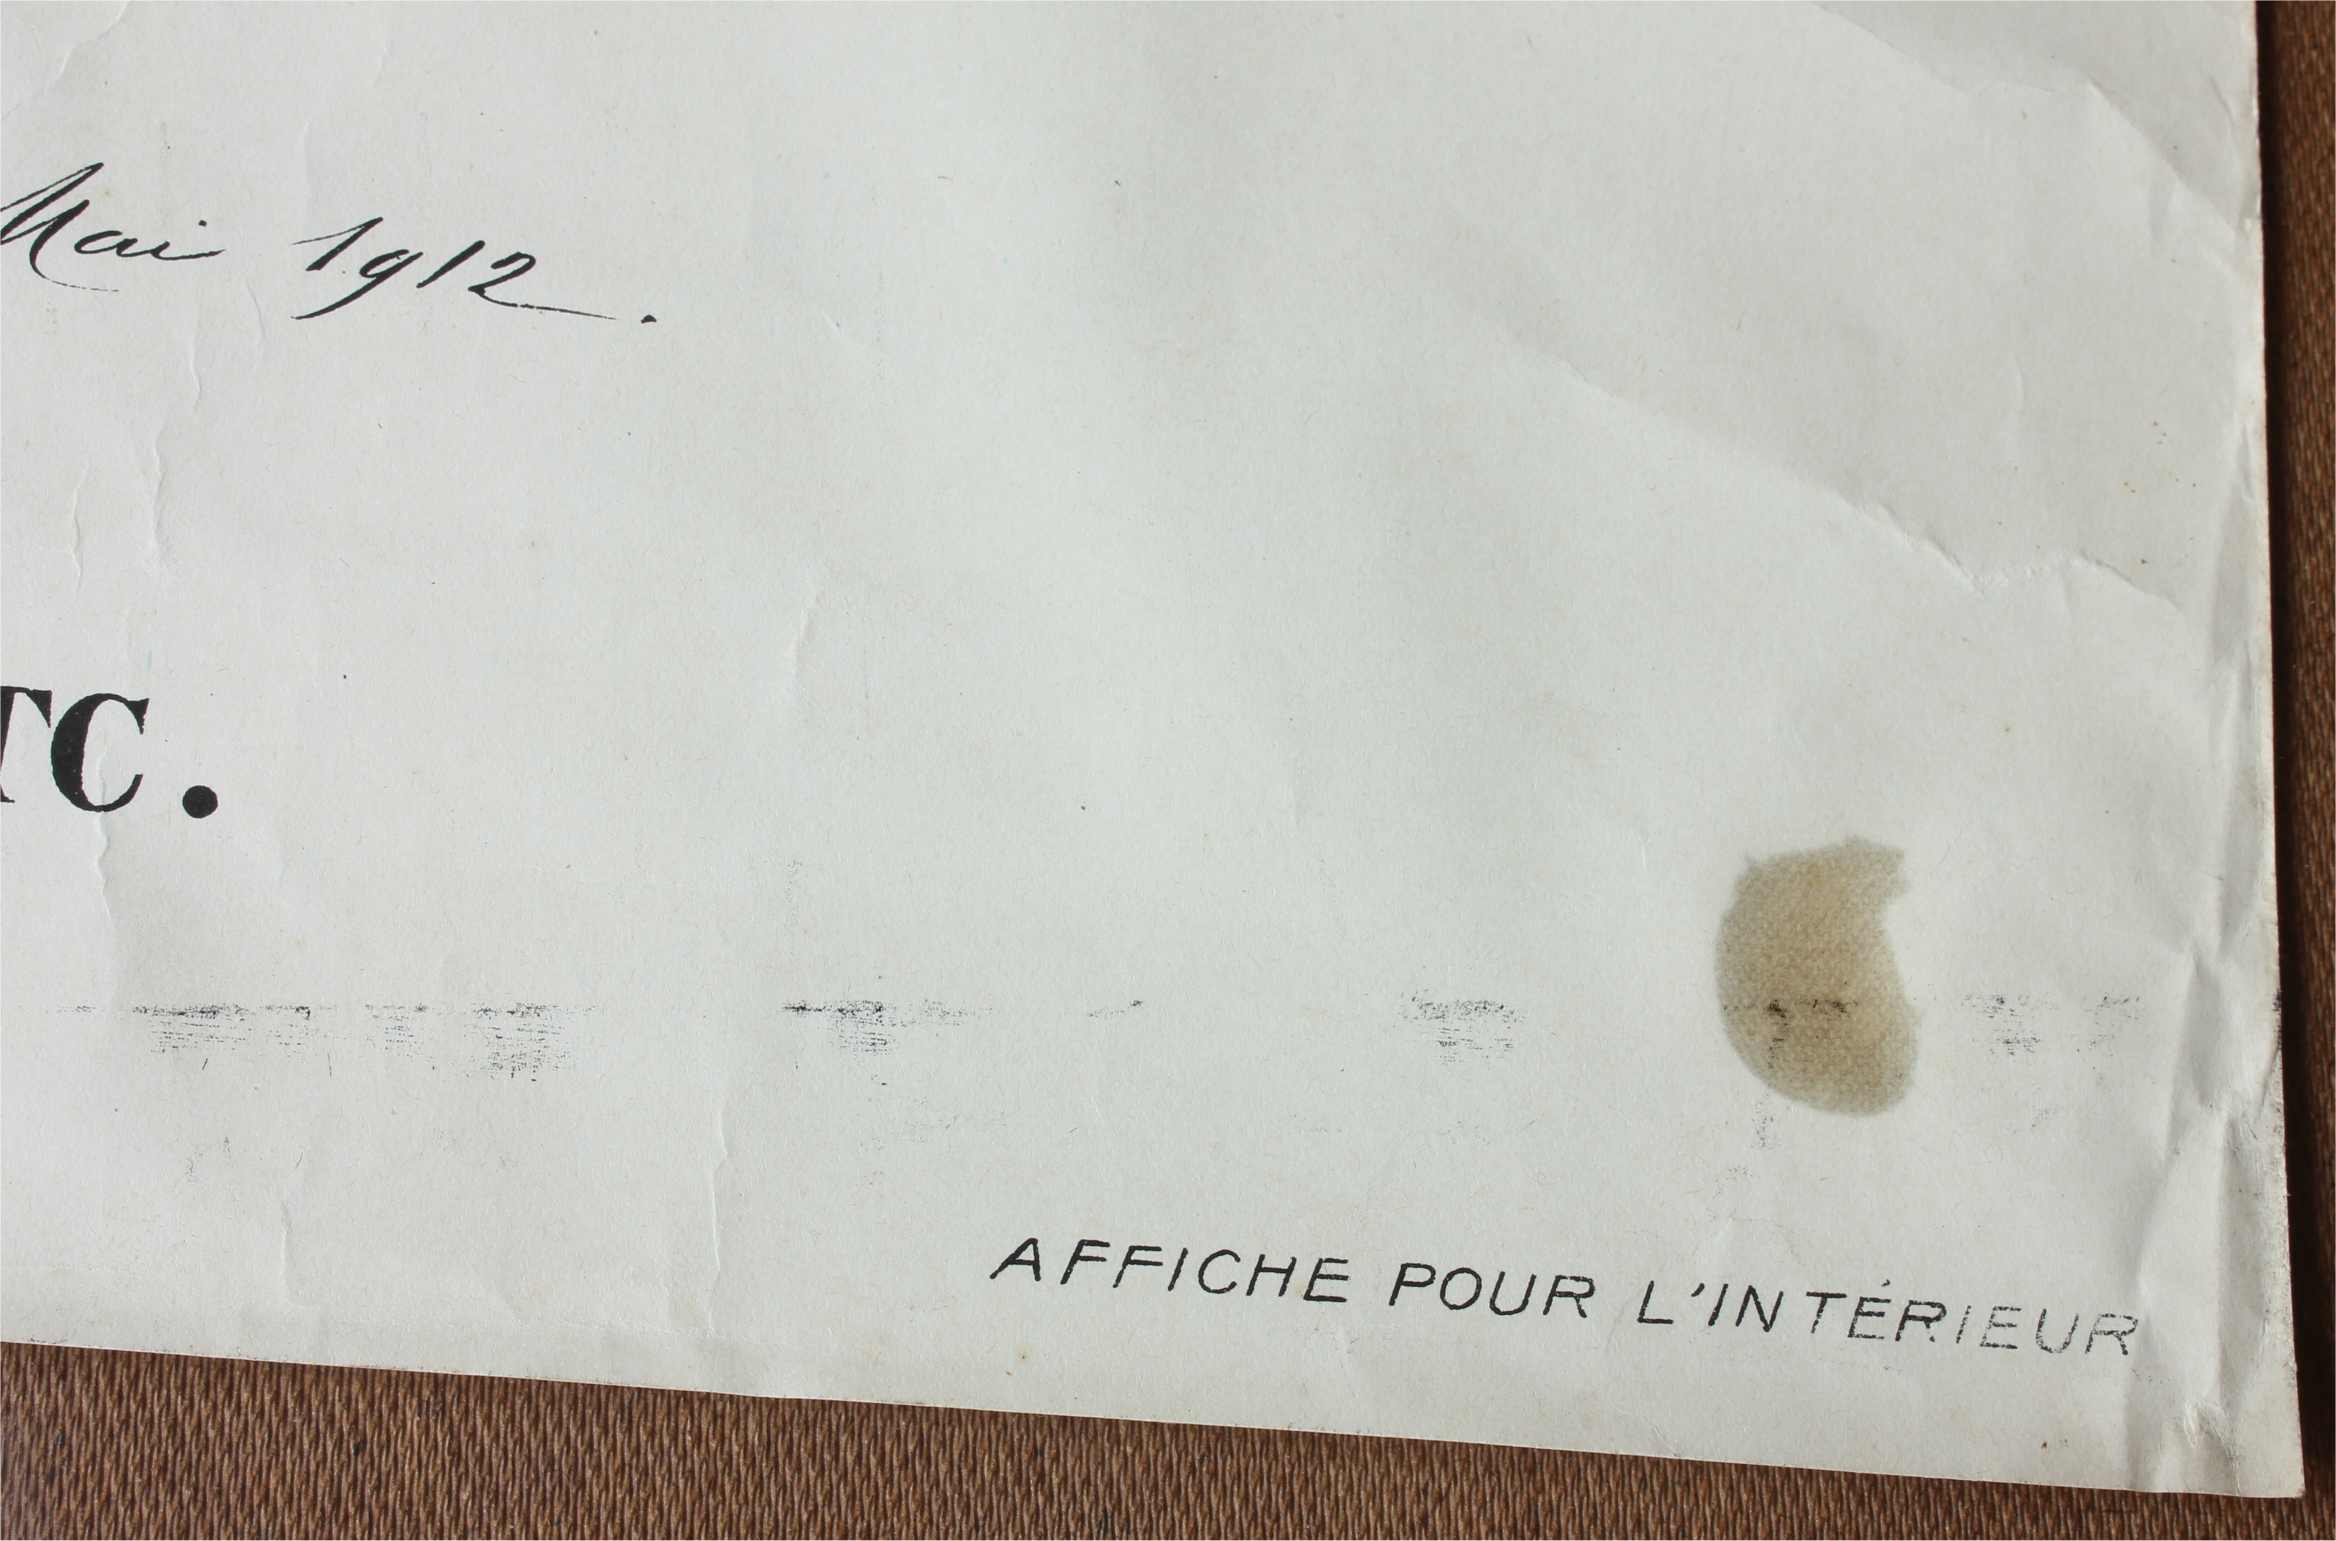 Mai 1912.
TC.
AFFICHE POUR L'INTÉRIEUR